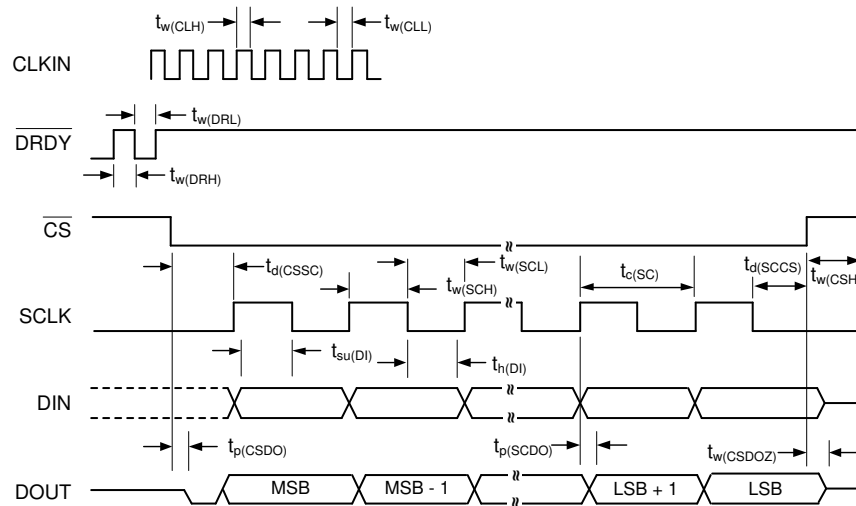 tw(CLH)
tw(CLL)
CLKIN
tw(DRL)
DRDY
tw(DRH)
CS
td(CSSC)
tw(SCL)
tc(SC)
td(SCCS)
tw(SCH)
tw(CSH
SCLK
tsu(DI)
th(DI)
DIN
tp(CSDO)
tp(SCDO)
tw(CSDOZ)
DOUT
MSB
MSB - 1
LSB + 1
LSB